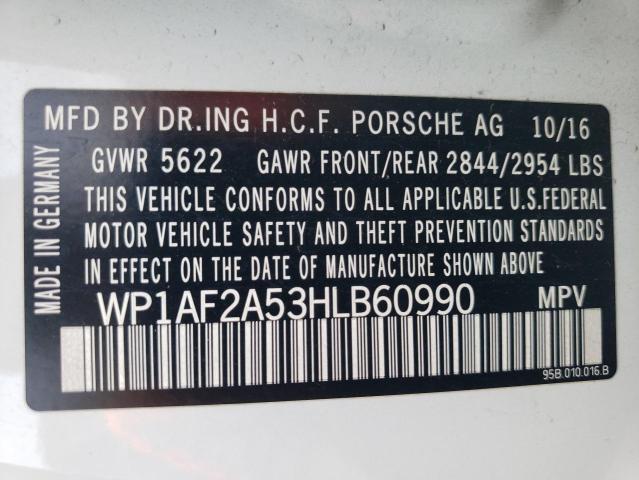 MFD BY DR.ING H.C.F. PORSCHE AG 10/16
GVWR 5622 GAWR FRONT/REAR 2844/2954 LBS
THIS VEHICLE CONFORMS TO ALL APPLICABLE U.S.FEDERAL
MOTOR VEHICLE SAFETY AND THEFT PREVENTION STANDARDS
IN EFFECT ON THE DATE OF MANUFACTURE SHOWN ABOVE
MADE IN GERMANY
WP1AF2A53HLB60990 MPV
95B.010.016.B